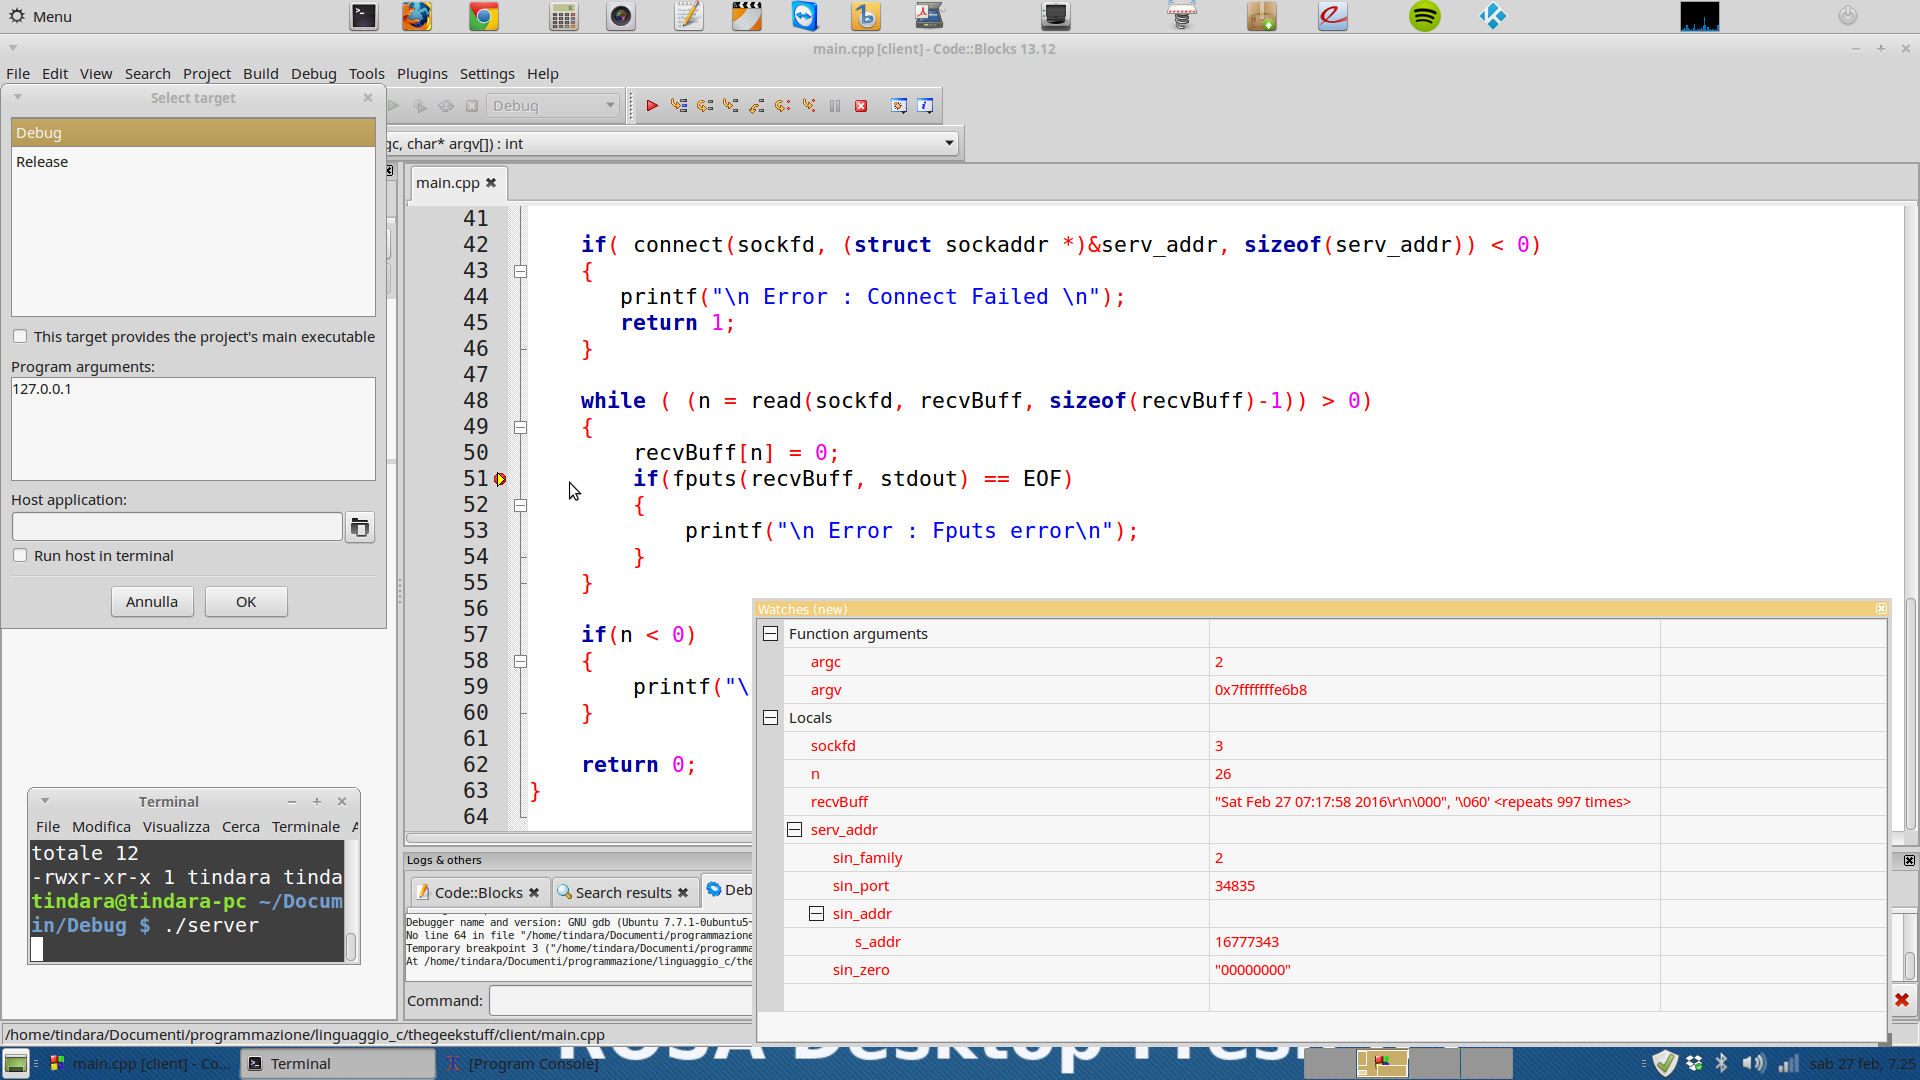 Menu
main.cpp [client] - Code::Blocks 13.12
File Edit View Search Project Build Debug Tools Plugins Settings Help
Select target
Debug
Release
This target provides the project's main executable
Program arguments:
127.0.0.1
Host application:
Run host in terminal
Annulla OK
Debug
gc, char* argv[]) : int
main.cpp
41
42 if( connect(sockfd, (struct sockaddr *)&serv_addr, sizeof(serv_addr)) < 0)
43 {
44 printf("\n Error : Connect Failed \n");
45 return 1;
46 }
47
48 while ( (n = read(sockfd, recvBuff, sizeof(recvBuff)-1)) > 0)
49 {
50 recvBuff[n] = 0;
51 if(fputs(recvBuff, stdout) == EOF)
52 {
53 printf("\n Error : Fputs error\n");
54 }
55 }
56
57 if(n < 0)
58 {
59 printf("\
60 }
61
62 return 0;
63 }
64
Watches (new)
Function arguments
argc 2
argv 0x7fffffffe6b8
Locals
sockfd 3
n 26
recvBuff "Sat Feb 27 07:17:58 2016\r\n\000", '\060' <repeats 997 times>
serv_addr
sin_family 2
sin_port 34835
sin_addr
s_addr 16777343
sin_zero "00000000"
Terminal
File Modifica Visualizza Cerca Terminale
totale 12
-rwxr-xr-x 1 tindara tinda
tindara@tindara-pc ~/Docum
in/Debug $ ./server
Logs & others
Code::Blocks Search results Deb
Debugger name and version: GNU gdb (Ubuntu 7.7.1-0ubuntu5~
No line 64 in file "/home/tindara/Documenti/programmazione
Temporary breakpoint 3 ("/home/tindara/Documenti/programma
At /home/tindara/Documenti/programmazione/linguaggio_c/the
Command:
/home/tindara/Documenti/programmazione/linguaggio_c/thegeekstuff/client/main.cpp
ROSA Desktop Fresh
main.cpp [client] - Co... Terminal [Program Console] sab 27 feb, 7.25